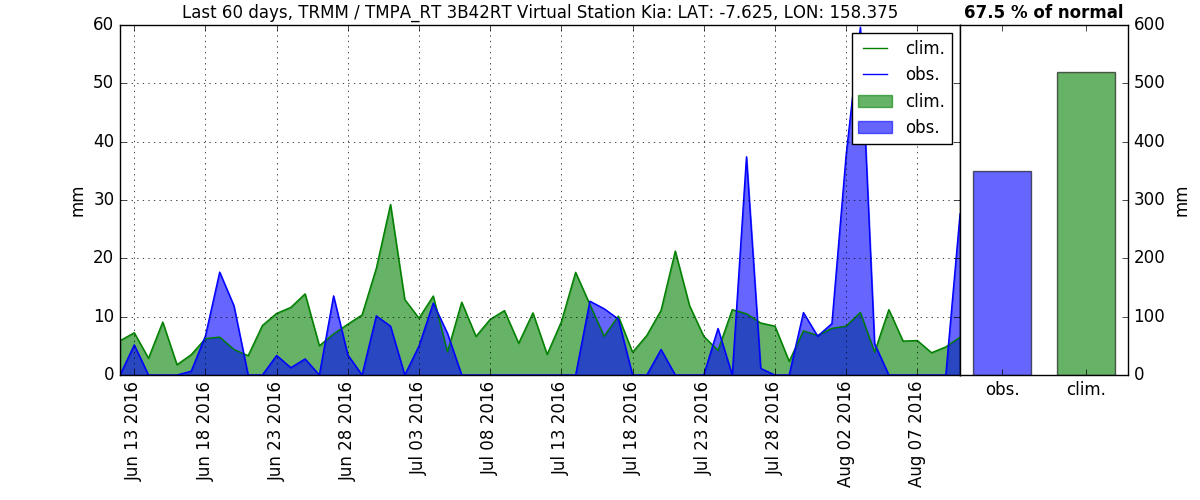 Last 60 days, TRMM / TMPA_RT 3B42RT Virtual Station Kia: LAT: -7.625, LON: 158.375
67.5 % of normal
60
50
40
30
20
10
0
mm
clim.
obs.
clim.
obs.
600
500
400
300
200
100
0
mm
Jun 13 2016
Jun 18 2016
Jun 23 2016
Jun 28 2016
Jul 03 2016
Jul 08 2016
Jul 13 2016
Jul 18 2016
Jul 23 2016
Jul 28 2016
Aug 02 2016
Aug 07 2016
obs.
clim.